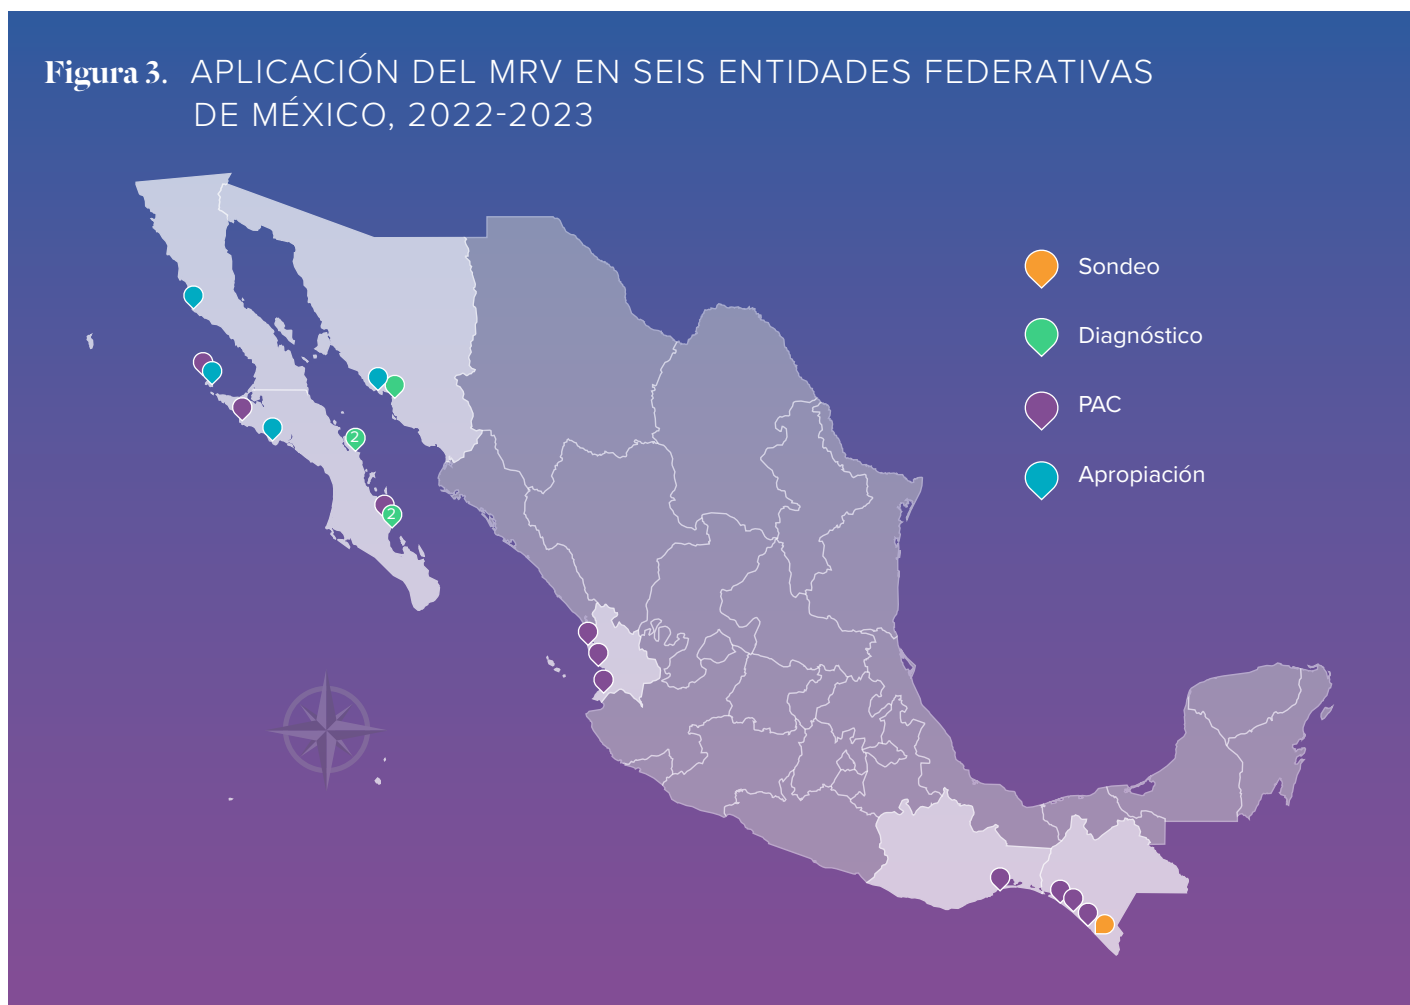 Figura 3. APLICACIÓN DEL MRV EN SEIS ENTIDADES FEDERATIVAS
DE MÉXICO, 2022-2023
Sondeo
Diagnóstico
PAC
Apropiación
2
2